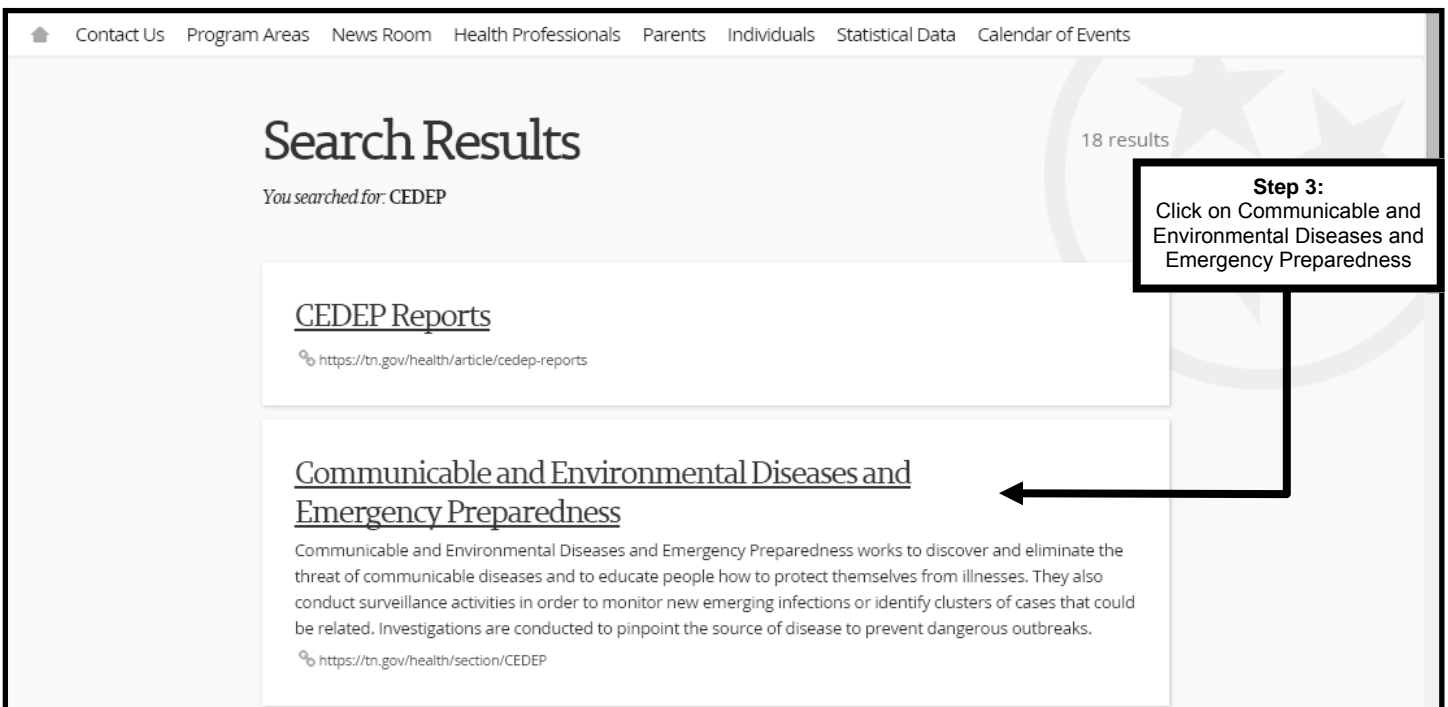 Contact Us Program Areas News Room Health Professionals Parents Individuals Statistical Data Calendar of Events
Search Results
18 results
You searched for: CEDEP
Step 3:
Click on Communicable and
Environmental Diseases and
Emergency Preparedness
CEDEP Reports
https://tn.gov/health/article/cedep-reports
Communicable and Environmental Diseases and
Emergency Preparedness
Communicable and Environmental Diseases and Emergency Preparedness works to discover and eliminate the
threat of communicable diseases and to educate people how to protect themselves from illnesses. They also
conduct surveillance activities in order to monitor new emerging infections or identify clusters of cases that could
be related. Investigations are conducted to pinpoint the source of disease to prevent dangerous outbreaks.
https://tn.gov/health/section/CEDEP